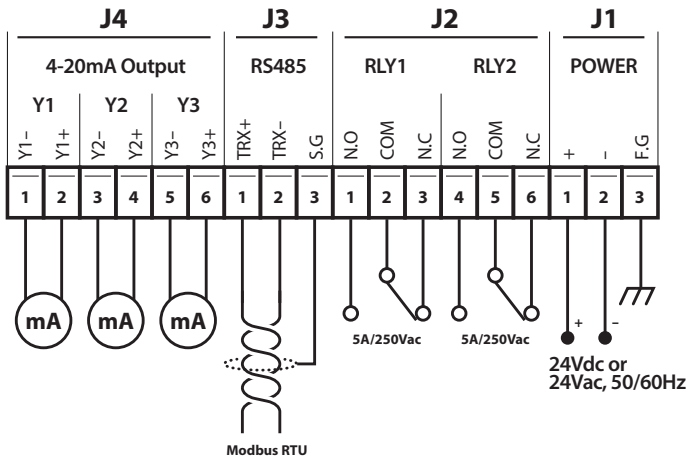 J4 J3 J2 J1
4-20mA Output RS485 RLY1 RLY2 POWER
Y1 Y2 Y3
Y1– Y1+ Y2– Y2+ Y3– Y3+ TRX+ TRX– S.G N.O COM N.C N.O COM N.C + – F.G
1 2 3 4 5 6 1 2 3 1 2 3 4 5 6 1 2 3
mA mA mA
+ –
5A/250Vac 5A/250Vac
24Vdc or
24Vac, 50/60Hz
Modbus RTU